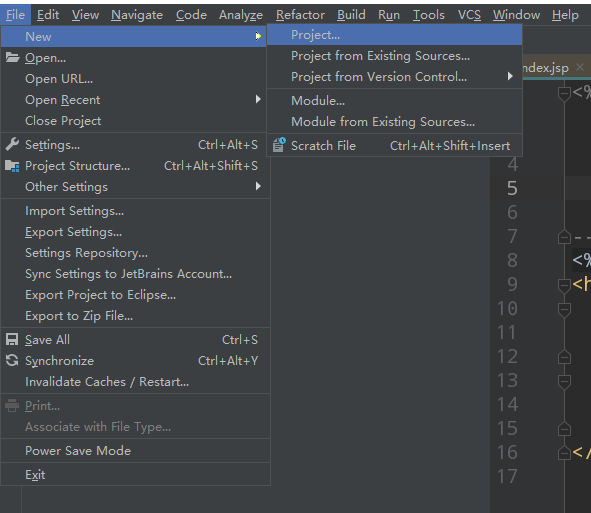 File Edit View Navigate Code Analyze Refactor Build Run Tools VCS Window Help
New
Open...
Open URL...
Open Recent
Close Project
Settings... Ctrl+Alt+S
Project Structure... Ctrl+Alt+Shift+S
Other Settings
Import Settings...
Export Settings...
Settings Repository...
Sync Settings to JetBrains Account...
Export Project to Eclipse...
Export to Zip File...
Save All Ctrl+S
Synchronize Ctrl+Alt+Y
Invalidate Caches / Restart...
Print...
Associate with File Type...
Power Save Mode
Exit
Project...
Project from Existing Sources...
Project from Version Control...
Module...
Module from Existing Sources...
Scratch File Ctrl+Alt+Shift+Insert
ndex.jsp
<%
4
5
6
7 --
8 <%
9 <h
10
11
12
13
14
15
16 </
17